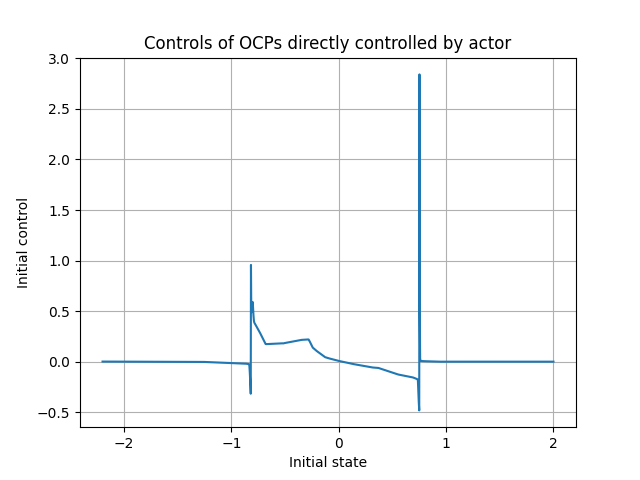 Controls of OCPs directly controlled by actor
3.0
2.5
2.0
1.5
1.0
0.5
0.0
−0.5
Initial control
−2 −1 0 1 2
Initial state